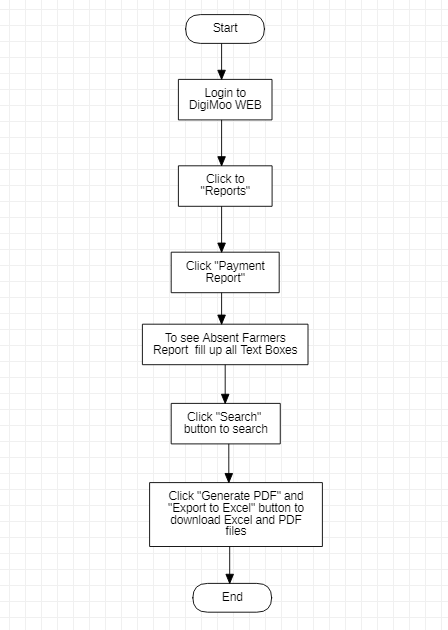 Start
Login to
DigiMoo WEB
Click to
"Reports"
Click "Payment
Report"
To see Absent Farmers
Report  fill up all Text Boxes
Click "Search"
button to search
Click "Generate PDF" and
"Export to Excel" button to
download Excel and PDF
files
End